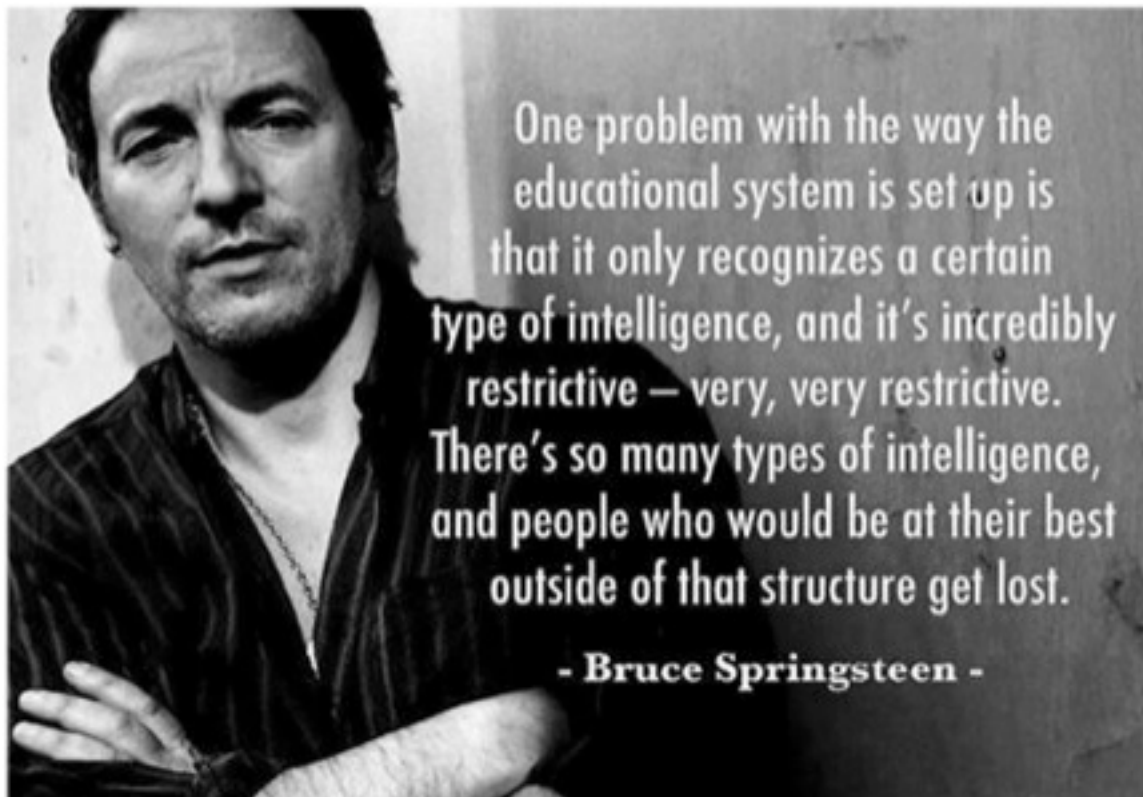 One problem with the way the
educational system is set up is
that it only recognizes a certain
type of intelligence, and it's incredibly
restrictive – very, very restrictive.
There's so many types of intelligence,
and people who would be at their best
outside of that structure get lost.
- Bruce Springsteen -